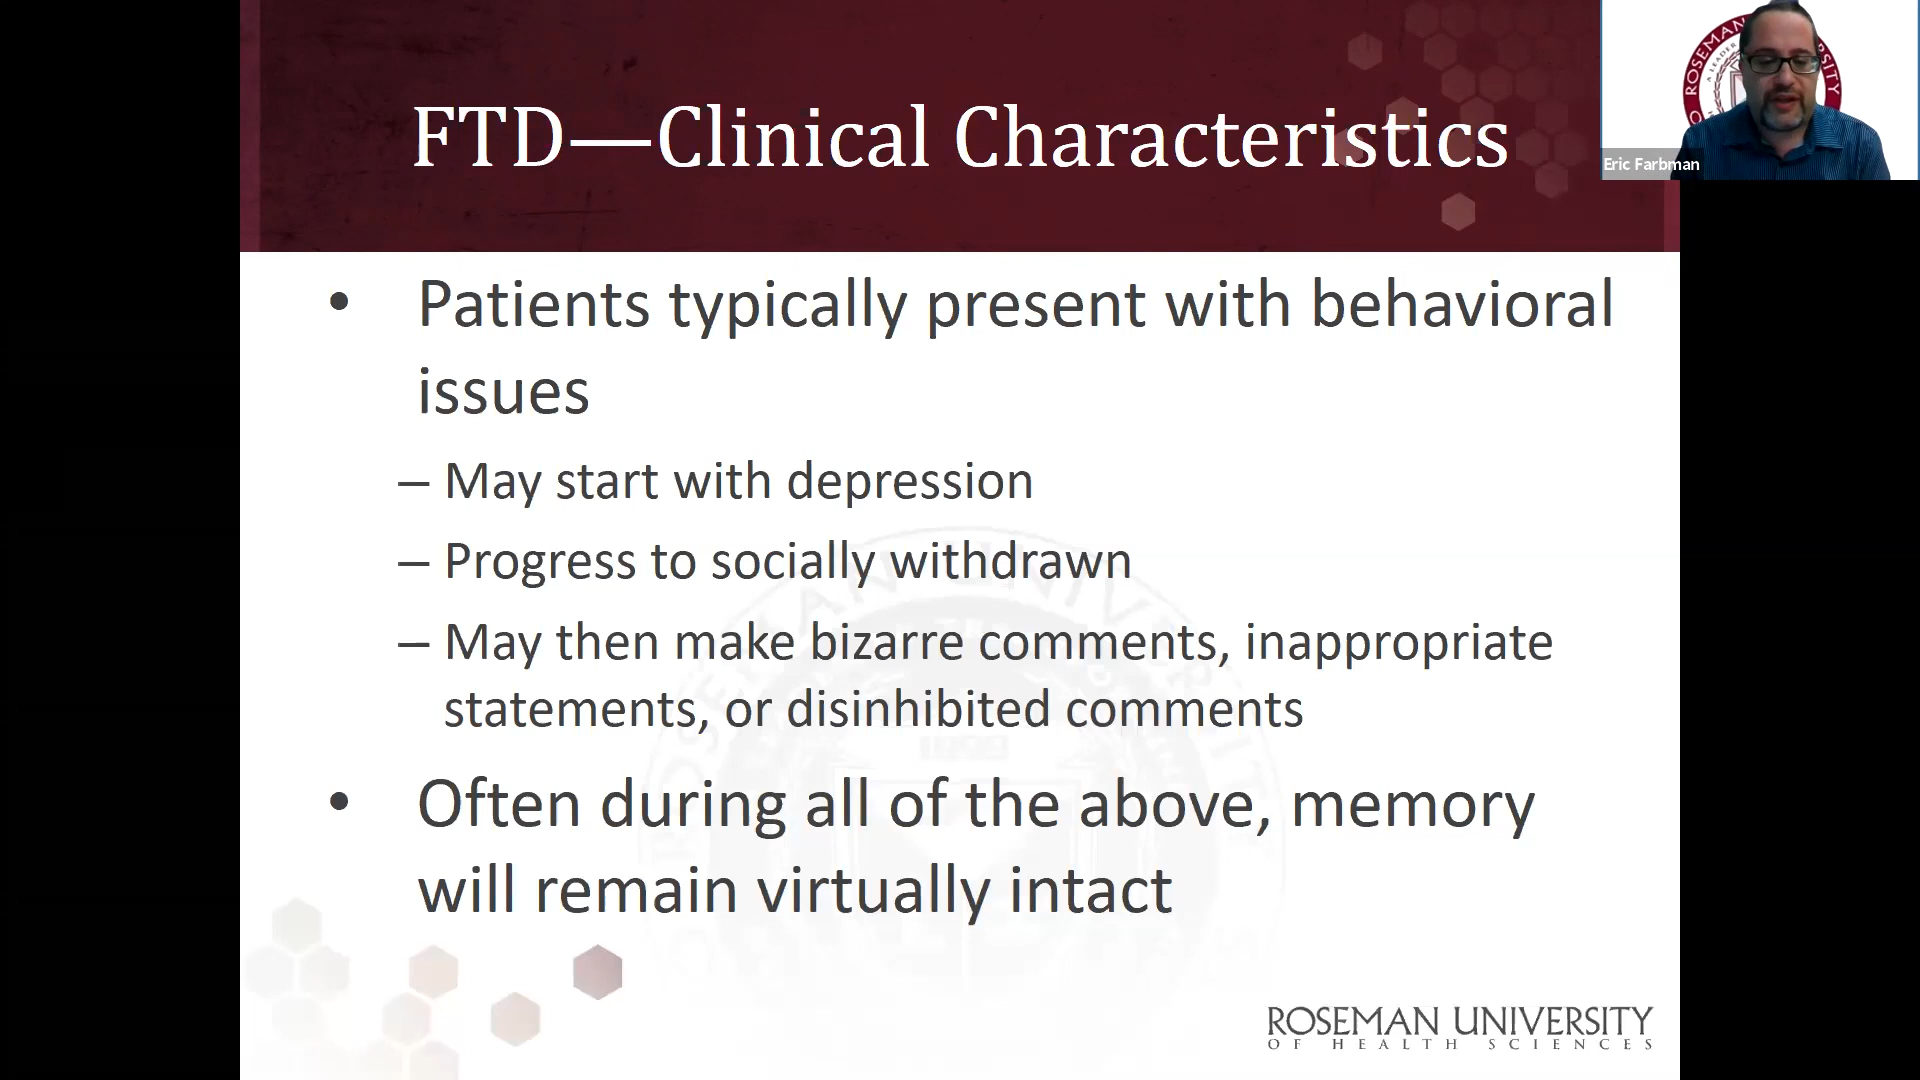 FTD—Clinical Characteristics
Eric Farbman
• Patients typically present with behavioral
issues
– May start with depression
– Progress to socially withdrawn
– May then make bizarre comments, inappropriate
statements, or disinhibited comments
• Often during all of the above, memory
will remain virtually intact
ROSEMAN UNIVERSITY
OF HEALTH SCIENCES